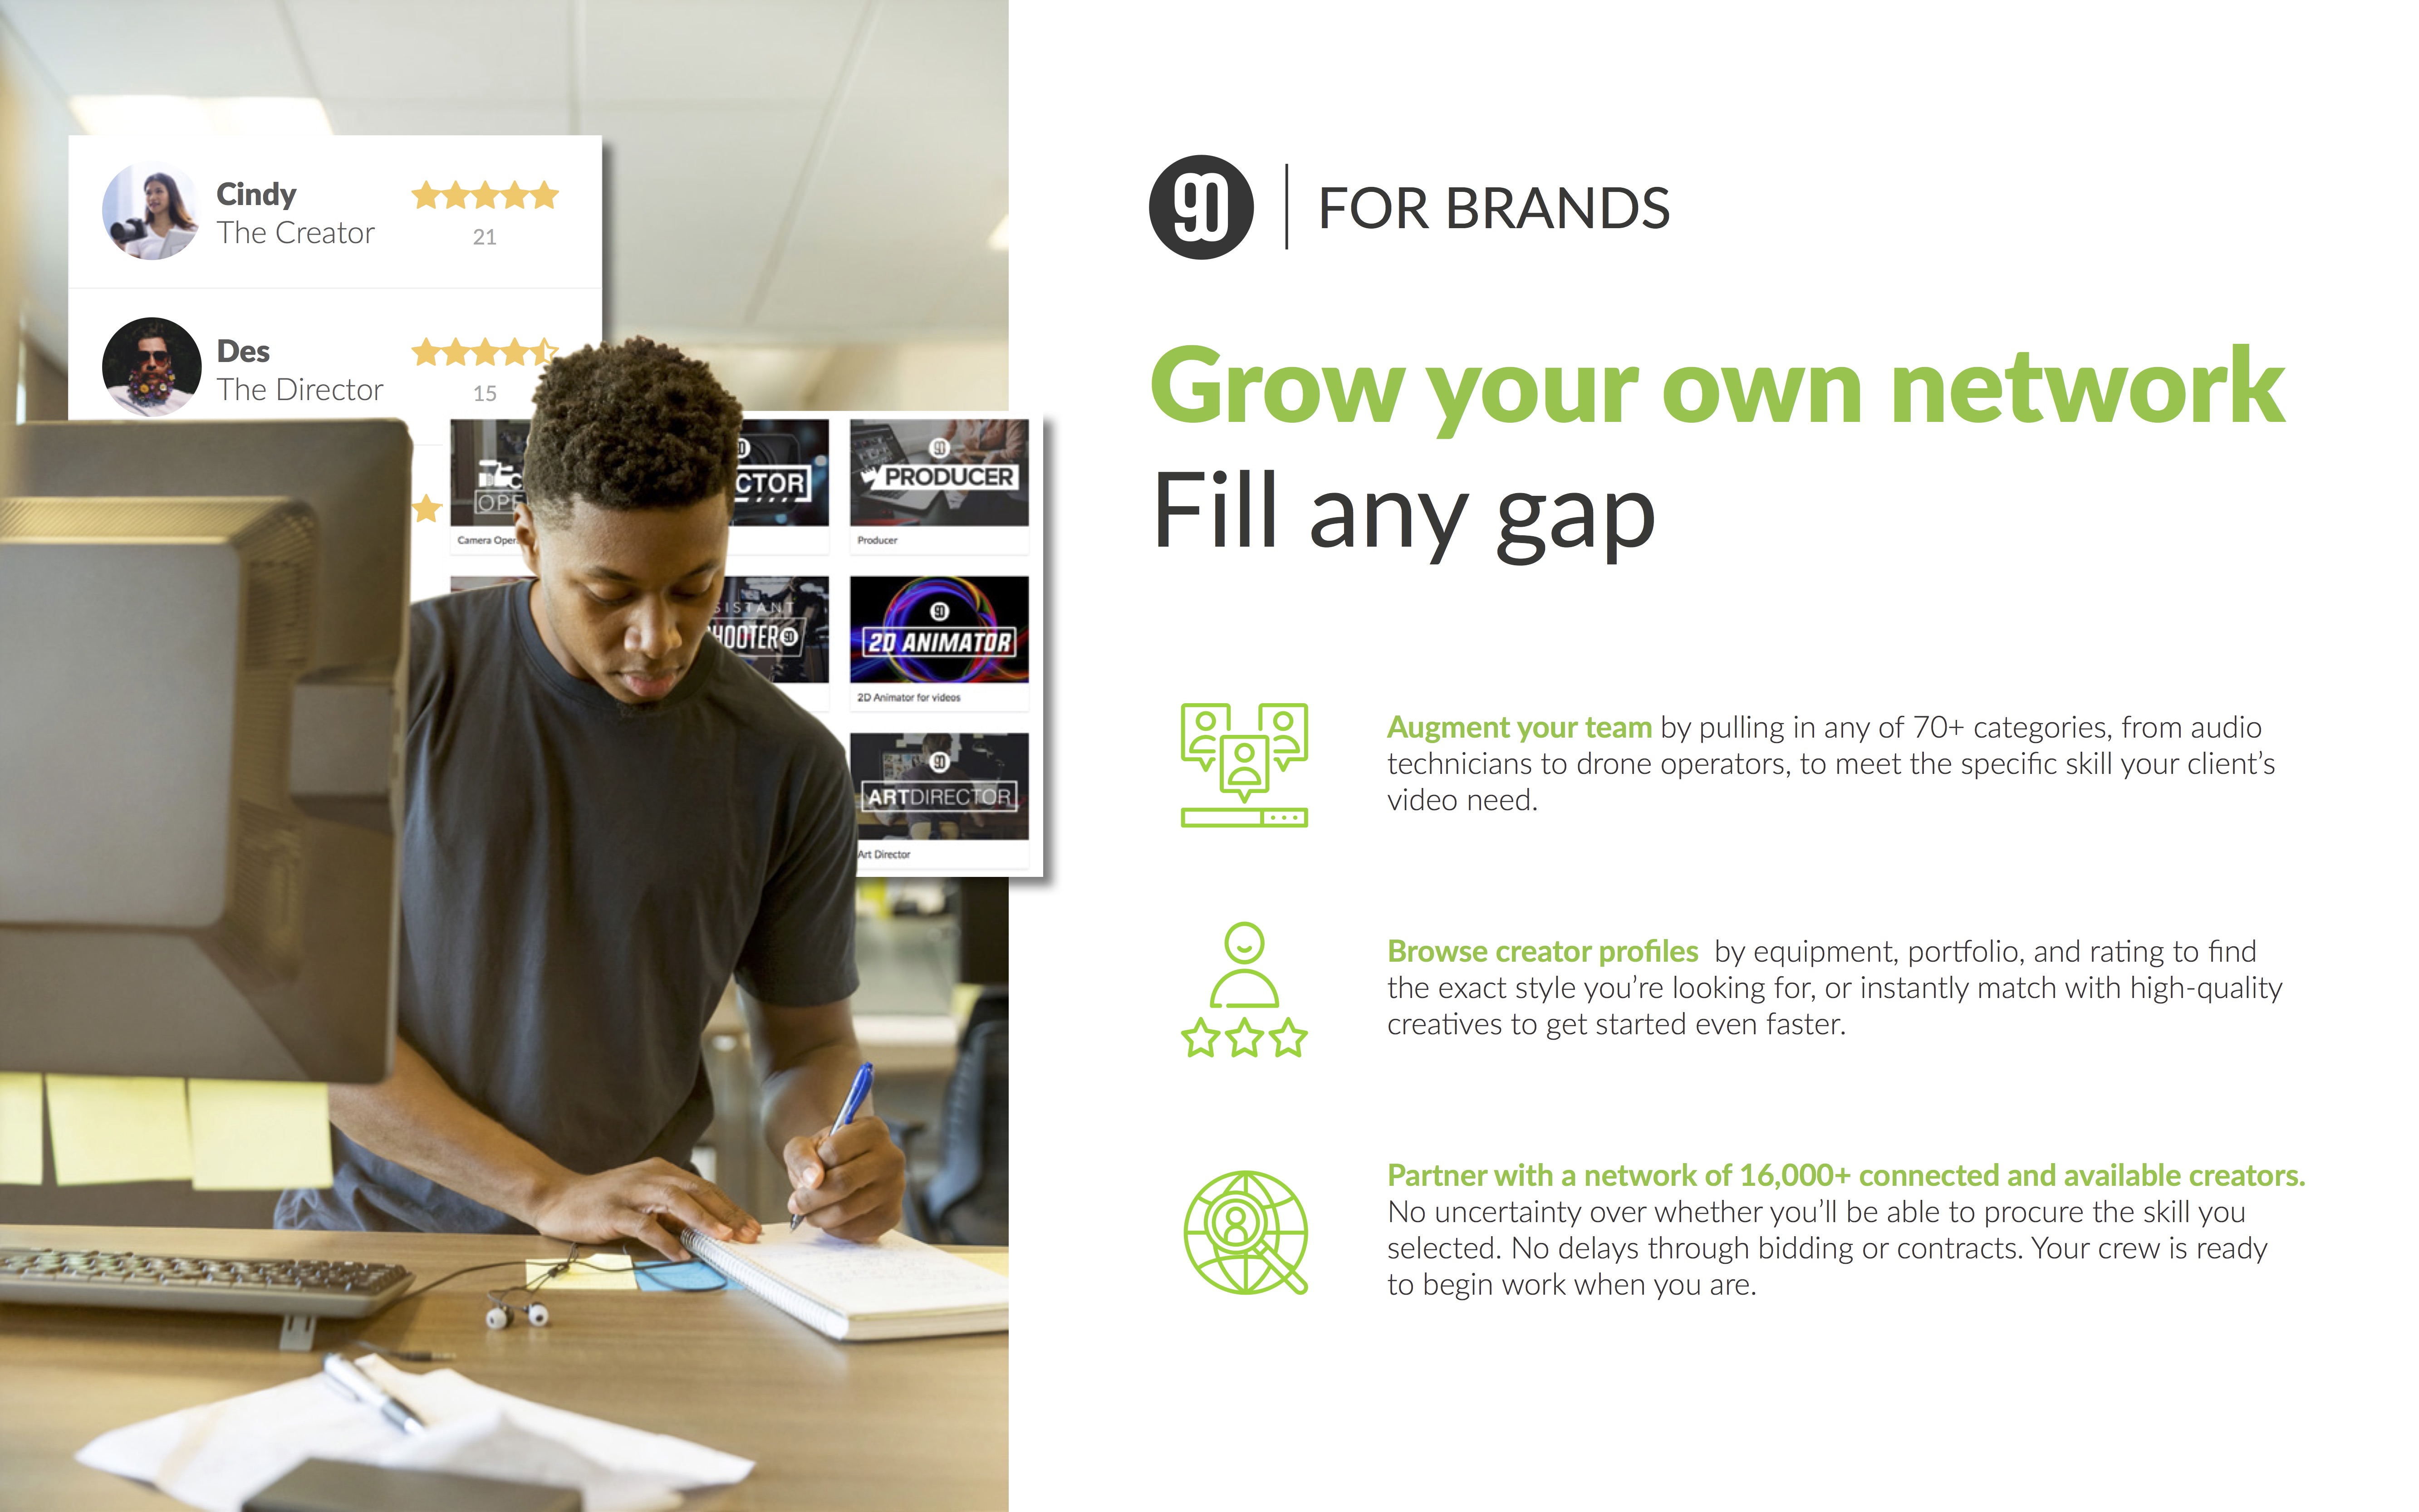 Cindy
The Creator
21
Des
The Director
15
Camera
PRODUCER
Producer
2D ANIMATOR
2D Animator for videos
ARTDIRECTOR
Art Director
90
FOR BRANDS
Grow your own network
Fill any gap
Augment your team by pulling in any of 70+ categories, from audio
technicians to drone operators, to meet the specific skill your client’s
video need.
Browse creator profiles by equipment, portfolio, and rating to find
the exact style you’re looking for, or instantly match with high-quality
creatives to get started even faster.
Partner with a network of 16,000+ connected and available creators.
No uncertainty over whether you’ll be able to procure the skill you
selected. No delays through bidding or contracts. Your crew is ready
to begin work when you are.